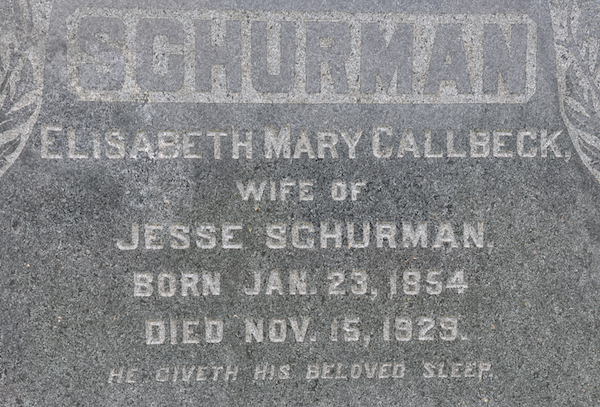 SCHURMAN
ELISABETH MARY CALLBECK,
WIFE OF
JESSE SCHURMAN.
BORN JAN. 23, 1854
DIED NOV. 15, 1929.
HE GIVETH HIS BELOVED SLEEP.